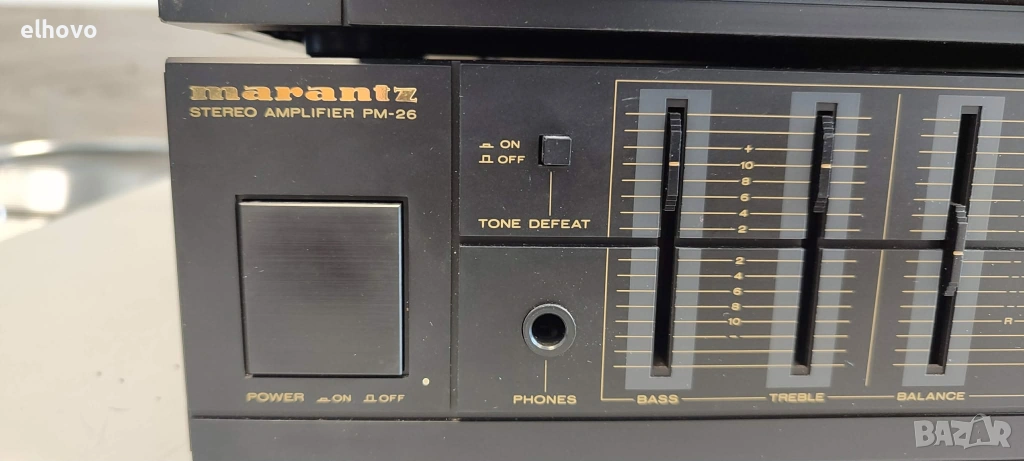 elhovo
marantz
STEREO AMPLIFIER PM-26
ON
OFF
TONE DEFEAT
+
10
8
6
4
2
2
4
6
8
10
R
POWER ON OFF
PHONES
BASS
TREBLE
BALANCE
BAZAR